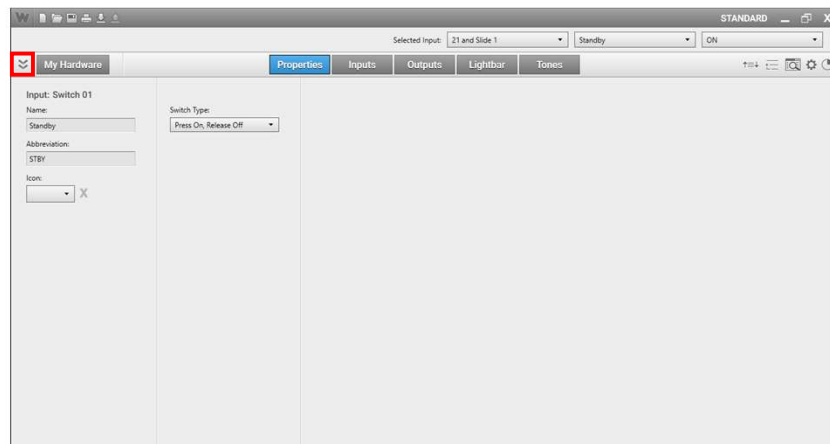 W STANDARD X
Selected Input: 21 and Slide 1 Standby ON
My Hardware Properties Inputs Outputs Lightbar Tones
Input: Switch 01
Name:
Switch Type:
Standby
Press On, Release Off
Abbreviation:
STBY
Icon:
X